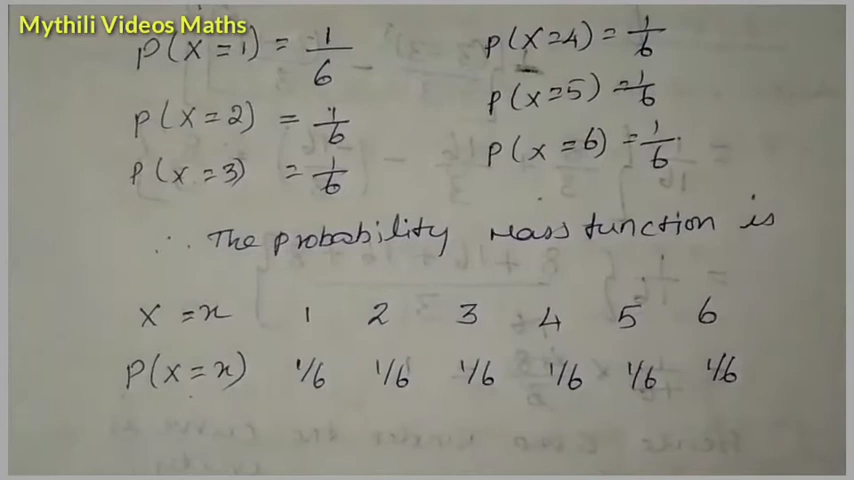 Mythili Videos Maths
P(X=1) = 1/6
P(X=2) = 1/6
P(X=3) = 1/6
P(X=4) = 1/6
P(X=5) = 1/6
P(X=6) = 1/6
∴ The probability mass function is
X=x 1 2 3 4 5 6
P(X=x) 1/6 1/6 1/6 1/6 1/6 1/6